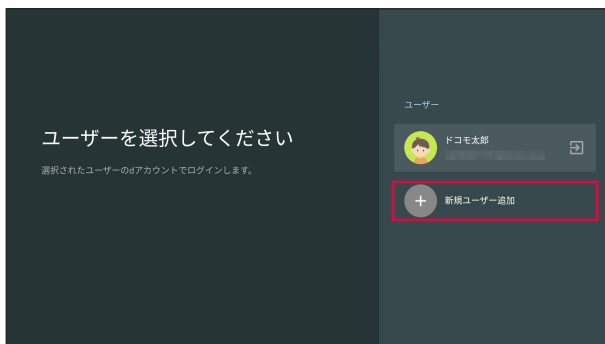 ユーザーを選択してください
選択されたユーザーのdアカウントでログインします。
ユーザー
ドコモ太郎
新規ユーザー追加